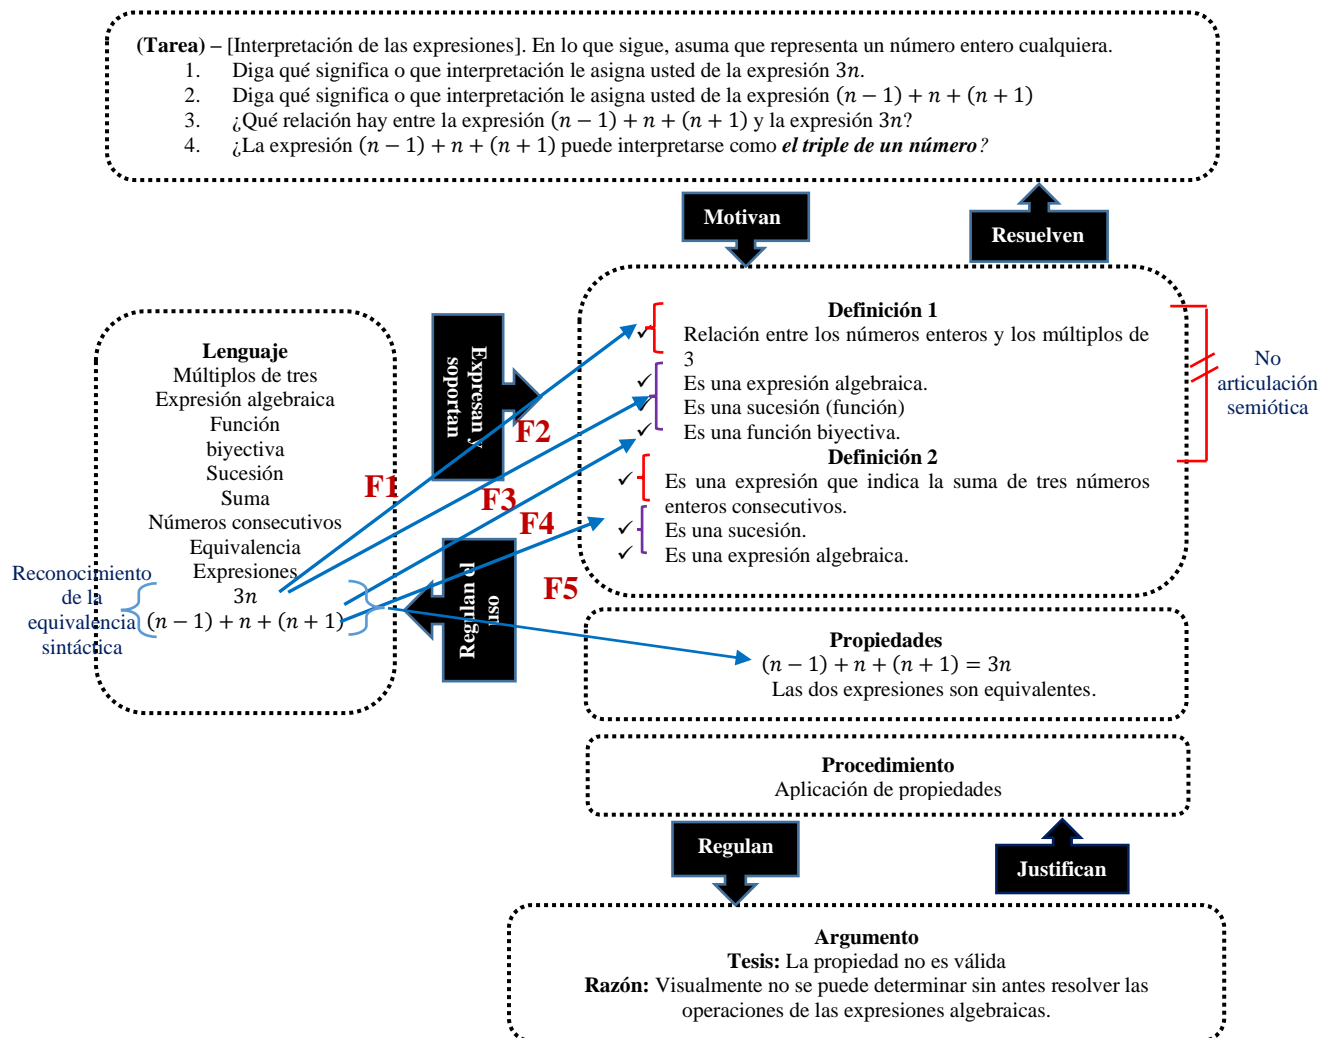 (Tarea) – [Interpretación de las expresiones]. En lo que sigue, asuma que representa un número entero cualquiera.
1. Diga qué significa o que interpretación le asigna usted de la expresión 3𝑛.
2. Diga qué significa o que interpretación le asigna usted de la expresión (𝑛 − 1) + 𝑛 + (𝑛 + 1)
3. ¿Qué relación hay entre la expresión (𝑛 − 1) + 𝑛 + (𝑛 + 1) y la expresión 3𝑛?
4. ¿La expresión (𝑛 − 1) + 𝑛 + (𝑛 + 1) puede interpretarse como el triple de un número?
Motivan
Resuelven
Lenguaje
Múltiplos de tres
Expresión algebraica
Función
biyectiva
Sucesión
Suma
Números consecutivos
Equivalencia
Expresiones
3𝑛
(𝑛 − 1) + 𝑛 + (𝑛 + 1)
Reconocimiento
de la
equivalencia
sintáctica
Expresan y
soportan
Regulan el
uso
F1
F2
F3
F4
F5
Definición 1
✓ Relación entre los números enteros y los múltiplos de
3
✓ Es una expresión algebraica.
✓ Es una sucesión (función)
✓ Es una función biyectiva.
Definición 2
✓ Es una expresión que indica la suma de tres números
enteros consecutivos.
✓ Es una sucesión.
✓ Es una expresión algebraica.
No
articulación
semiótica
Propiedades
(𝑛 − 1) + 𝑛 + (𝑛 + 1) = 3𝑛
Las dos expresiones son equivalentes.
Procedimiento
Aplicación de propiedades
Regulan
Justifican
Argumento
Tesis: La propiedad no es válida
Razón: Visualmente no se puede determinar sin antes resolver las
operaciones de las expresiones algebraicas.